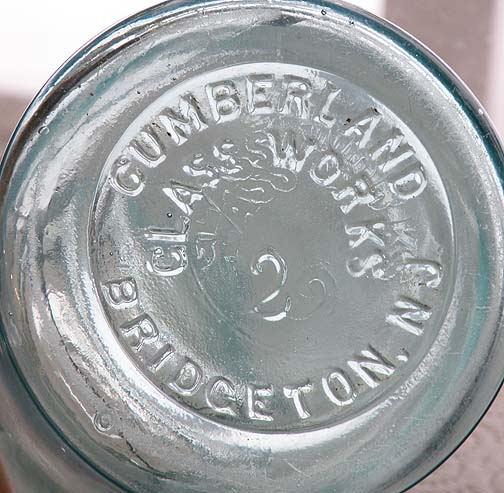 CUMBERLAND
GLASS WORKS
2
BRIDGETON, N.J